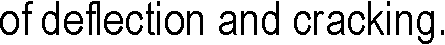 of deflection and cracking.